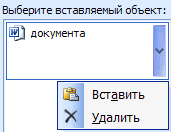 Выберите вставляемый объект:
документа
Вставить
Удалить